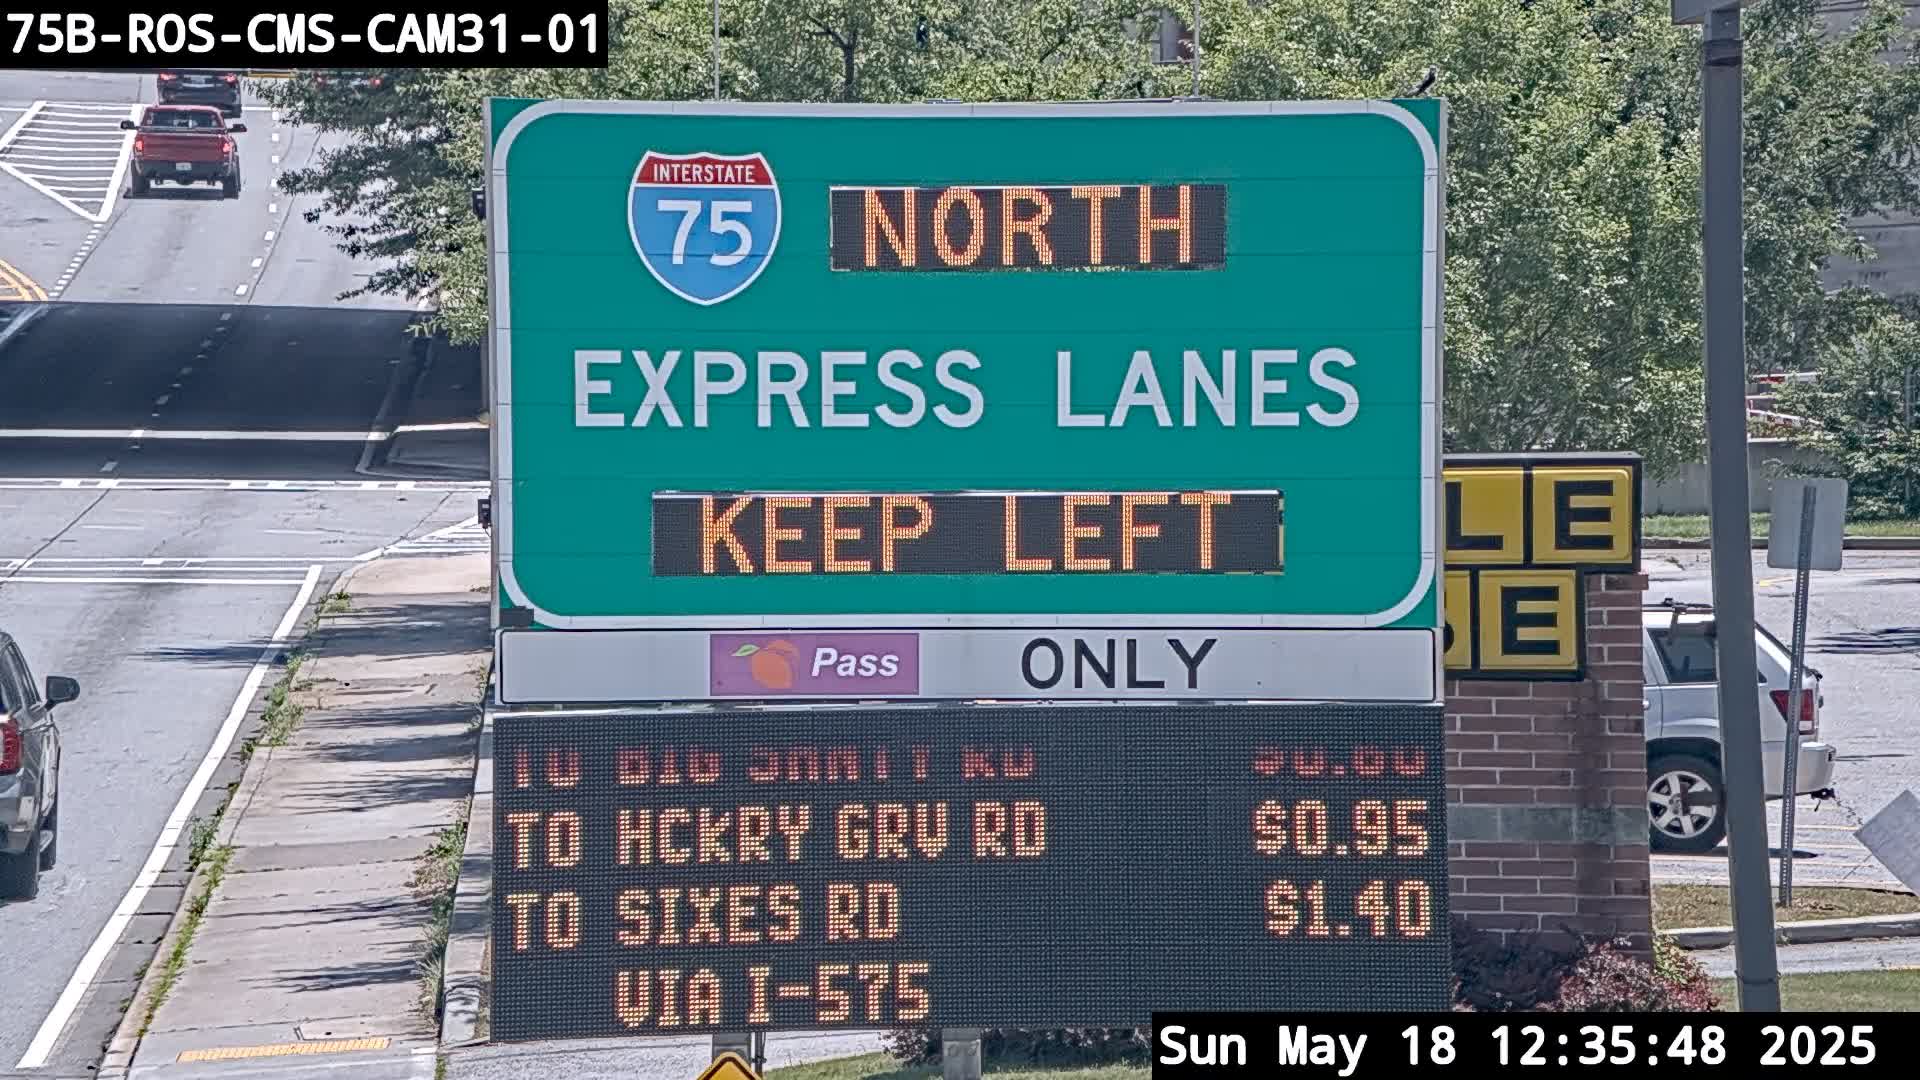 75B-ROS-CMS-CAM31-01
INTERSTATE
75
NORTH
EXPRESS LANES
KEEP LEFT
Pass ONLY
TO HCKRY GRV RD $0.95
TO SIXES RD $1.40
VIA I-575
Sun May 18 12:35:48 2025